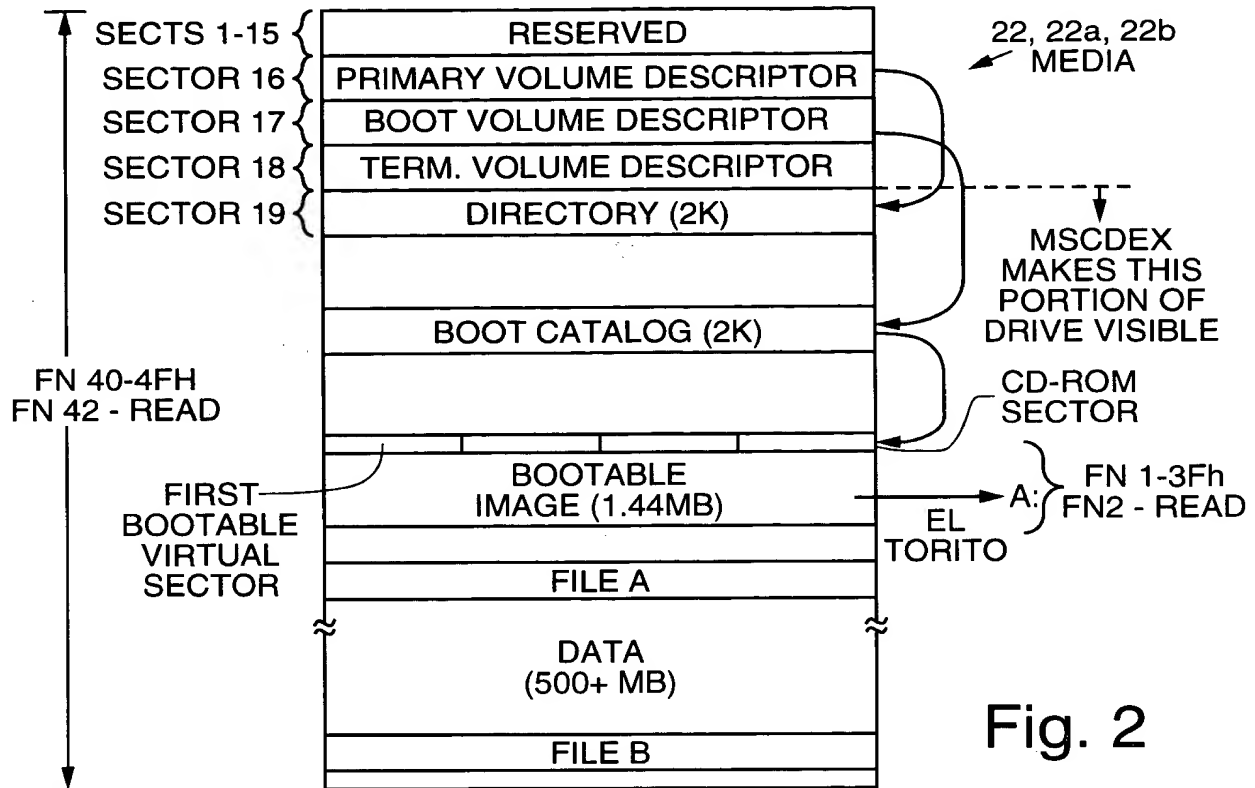 SECTS 1-15
RESERVED
22, 22a, 22b
MEDIA
SECTOR 16
PRIMARY VOLUME DESCRIPTOR
SECTOR 17
BOOT VOLUME DESCRIPTOR
SECTOR 18
TERM. VOLUME DESCRIPTOR
SECTOR 19
DIRECTORY (2K)
MSCDEX
MAKES THIS
PORTION OF
DRIVE VISIBLE
BOOT CATALOG (2K)
FN 40-4FH
FN 42 - READ
CD-ROM
SECTOR
FIRST
BOOTABLE
VIRTUAL
SECTOR
BOOTABLE
IMAGE (1.44MB)
EL
TORITO
A:
FN 1-3Fh
FN2 - READ
FILE A
DATA
(500+ MB)
FILE B
Fig. 2